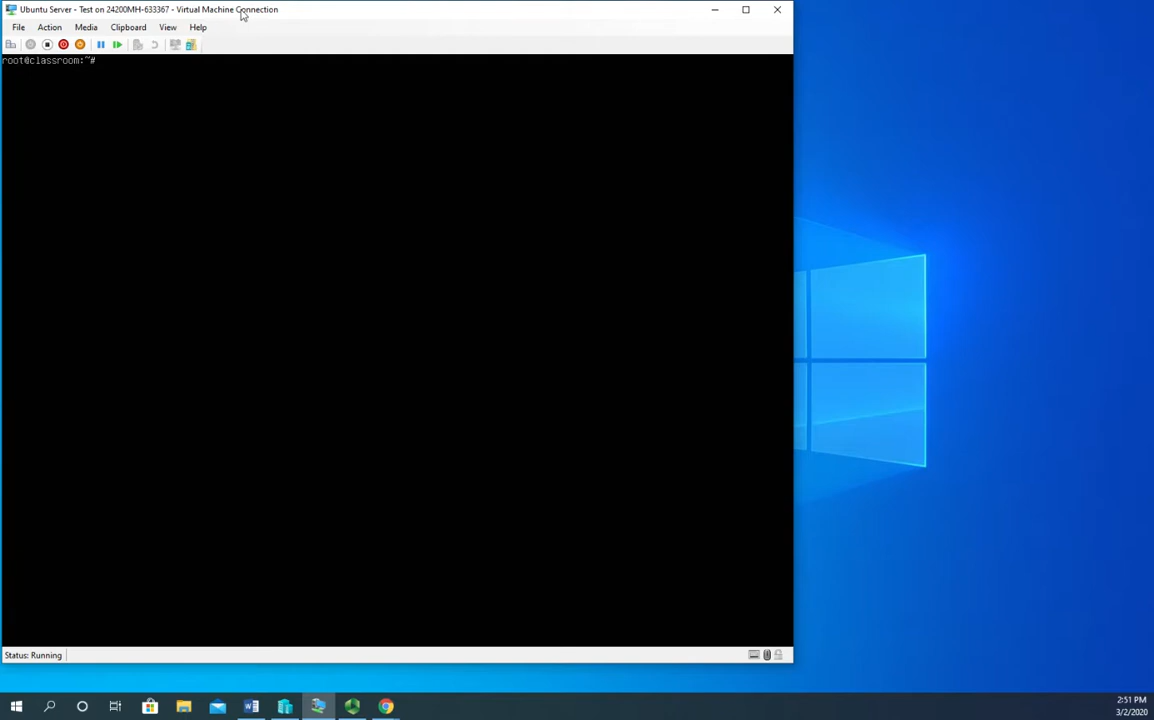 Ubuntu Server - Test on 24200MH-633367 - Virtual Machine Connection
File Action Media Clipboard View Help
root@classroom:~#
Status: Running
2:51 PM
3/2/2020